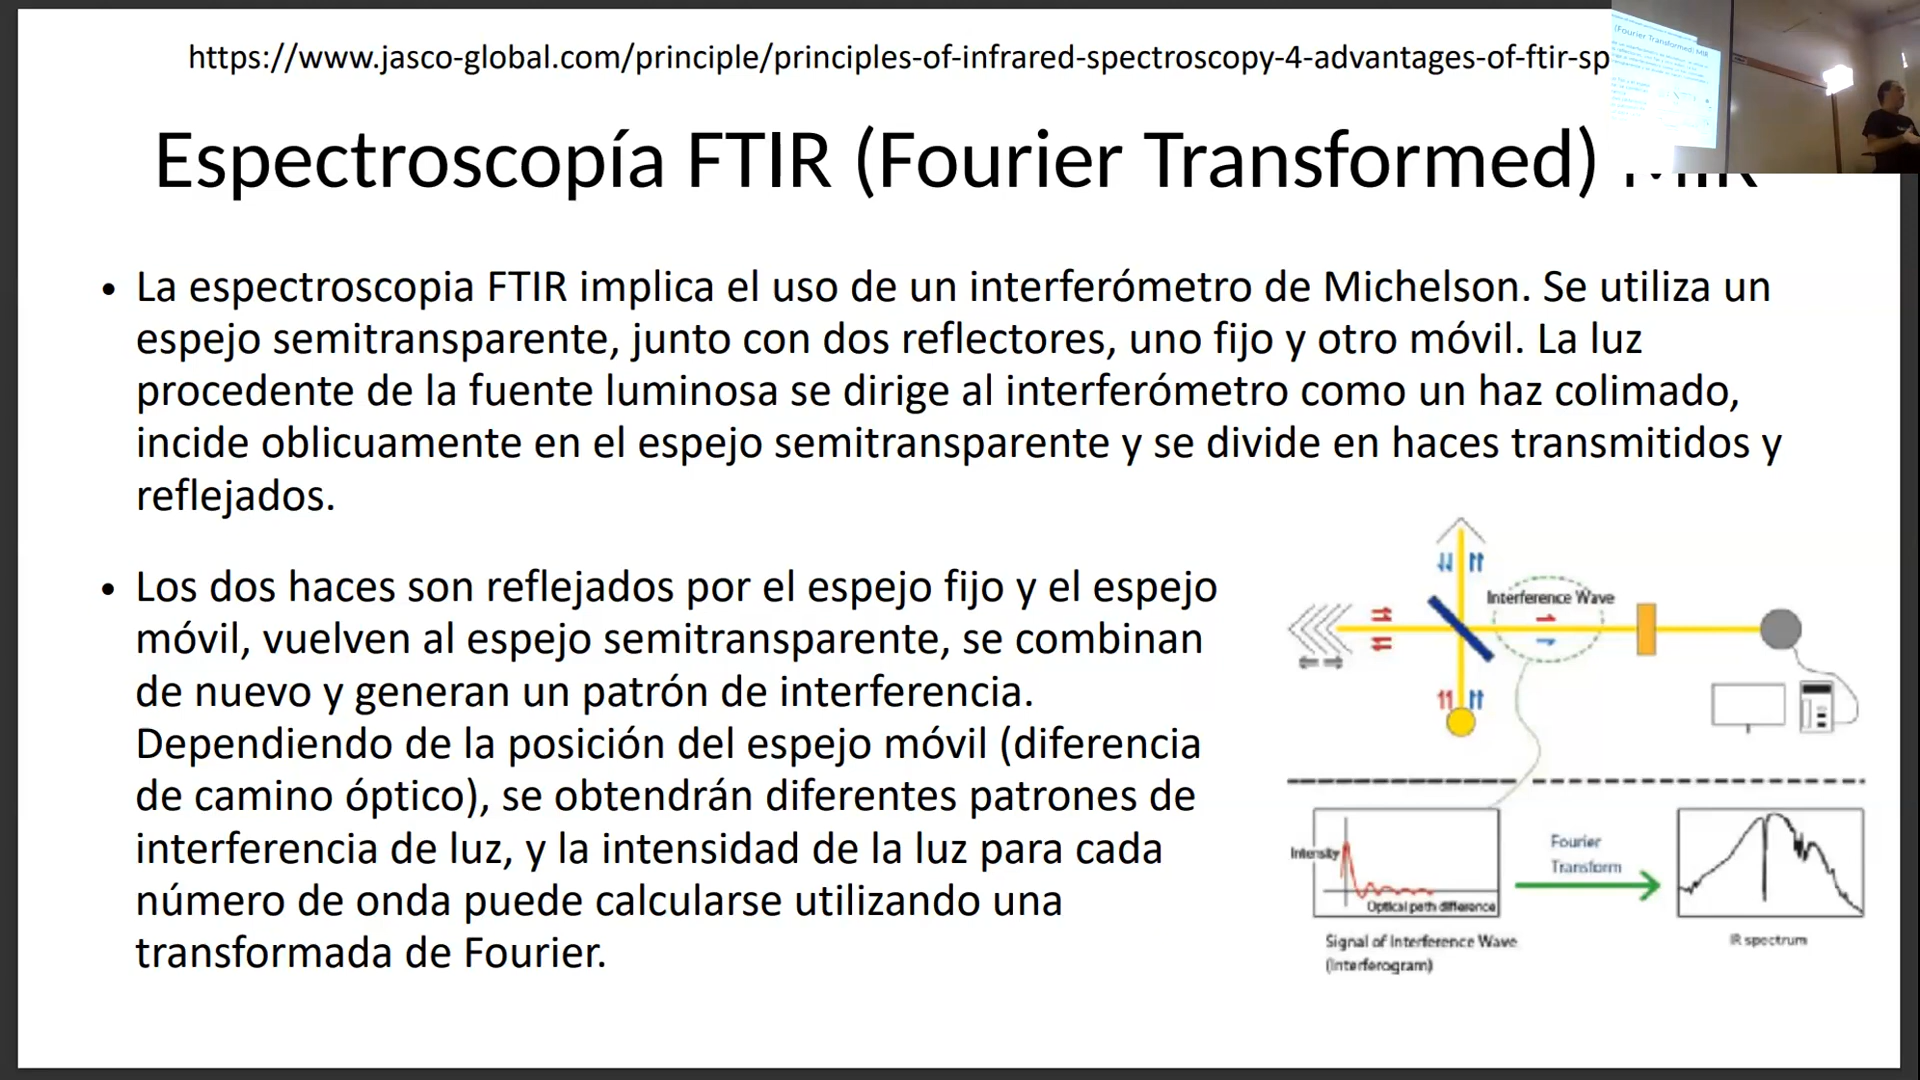 https://www.jasco-global.com/principle/principles-of-infrared-spectroscopy-4-advantages-of-ftir-sp
Espectroscopía FTIR (Fourier Transformed) MIR
• La espectroscopia FTIR implica el uso de un interferómetro de Michelson. Se utiliza un
espejo semitransparente, junto con dos reflectores, uno fijo y otro móvil. La luz
procedente de la fuente luminosa se dirige al interferómetro como un haz colimado,
incide oblicuamente en el espejo semitransparente y se divide en haces transmitidos y
reflejados.
• Los dos haces son reflejados por el espejo fijo y el espejo
móvil, vuelven al espejo semitransparente, se combinan
de nuevo y generan un patrón de interferencia.
Dependiendo de la posición del espejo móvil (diferencia
de camino óptico), se obtendrán diferentes patrones de
interferencia de luz, y la intensidad de la luz para cada
número de onda puede calcularse utilizando una
transformada de Fourier.
Interference Wave
Intensity
Optical path difference
Signal of Interference Wave
(Interferogram)
Fourier
Transform
IR spectrum
(Fourier Transformed) MIR